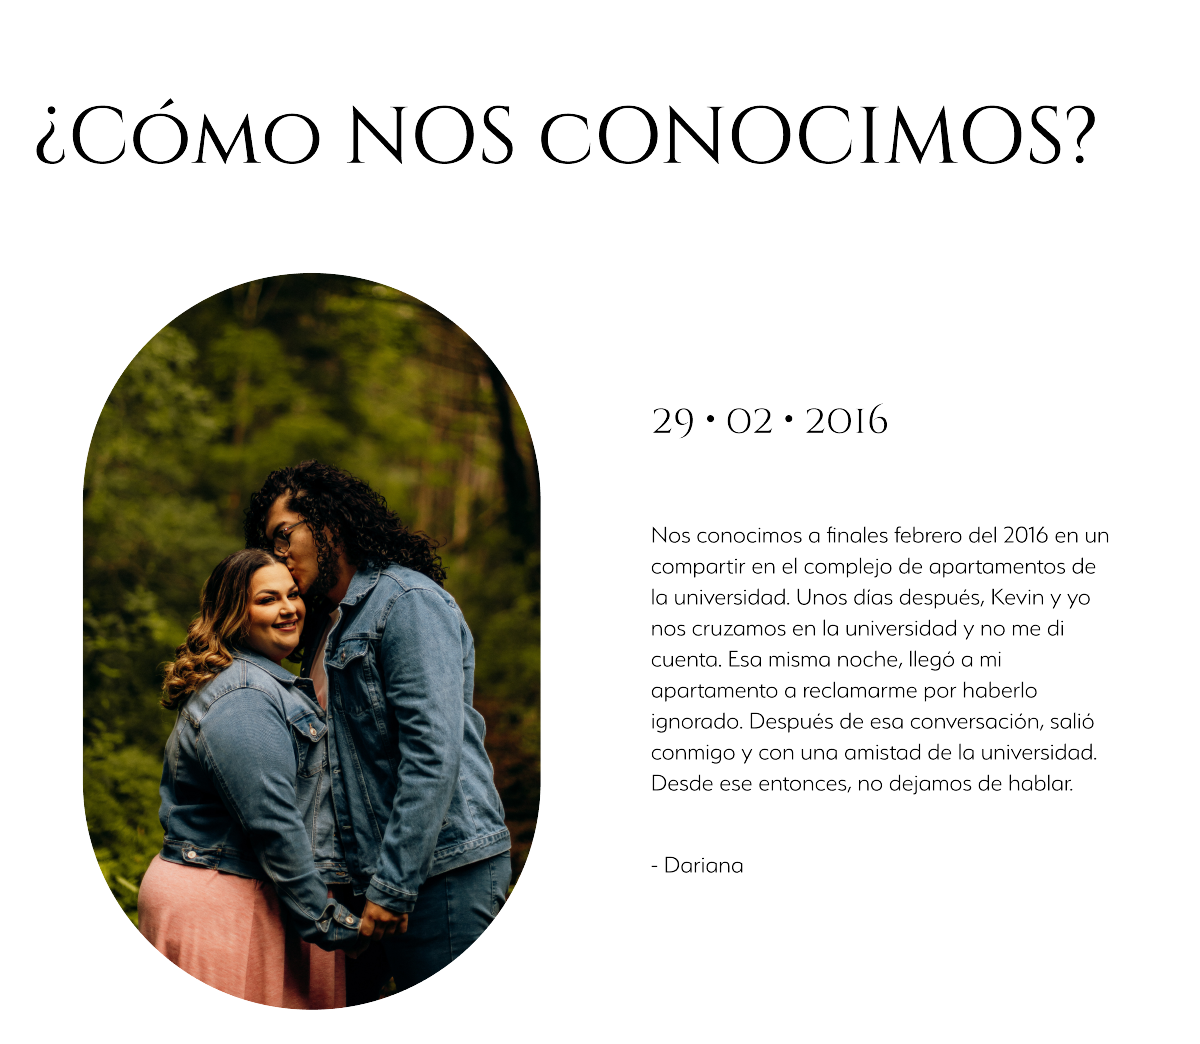 ¿CÓMO NOS CONOCIMOS?
29 • 02 • 2016
Nos conocimos a finales febrero del 2016 en un
compartir en el complejo de apartamentos de
la universidad. Unos días después, Kevin y yo
nos cruzamos en la universidad y no me di
cuenta. Esa misma noche, llegó a mi
apartamento a reclamarme por haberlo
ignorado. Después de esa conversación, salió
conmigo y con una amistad de la universidad.
Desde ese entonces, no dejamos de hablar.
- Dariana